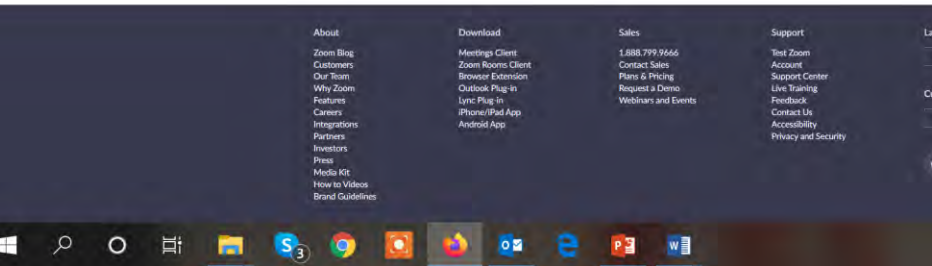 About
Zoom Blog
Customers
Our Team
Why Zoom
Features
Careers
Integrations
Partners
Investors
Press
Media Kit
How to Videos
Brand Guidelines
Download
Meetings Client
Zoom Rooms Client
Browser Extension
Outlook Plug-in
Lync Plug-in
iPhone/iPad App
Android App
Sales
1.888.799.9666
Contact Sales
Plans & Pricing
Request a Demo
Webinars and Events
Support
Test Zoom
Account
Support Center
Live Training
Feedback
Contact Us
Accessibility
Privacy and Security
La
S
3